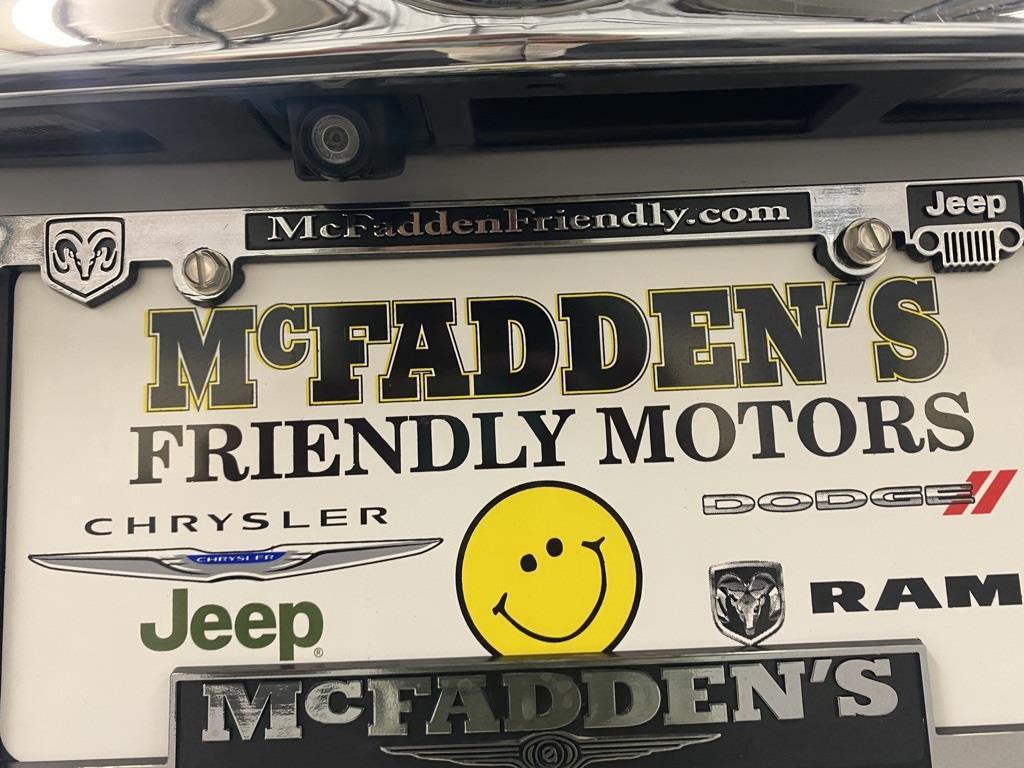 McFaddenFriendly.com
Jeep
McFADDEN'S
FRIENDLY MOTORS
CHRYSLER
DODGE
CHRYSLER
Jeep®
RAM
McFADDEN'S